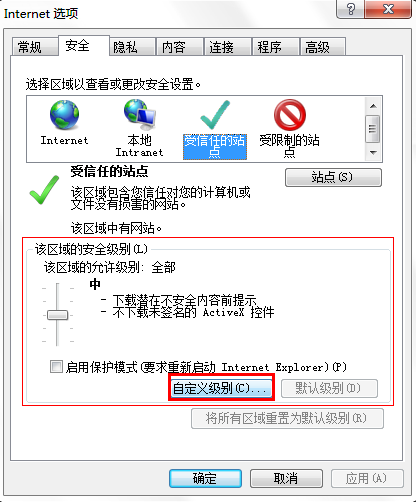 Internet 选项
常规
安全
隐私
内容
连接
程序
高级
选择区域以查看或更改安全设置。
Internet
本地
Intranet
受信任的站
点
受限制的站
点
受信任的站点
站点(S)
该区域包含您信任对您的计算机或
文件没有损害的网站。
该区域中有网站。
该区域的安全级别(L)
该区域的允许级别: 全部
中
- 下载潜在不安全内容前提示
- 不下载未签名的 ActiveX 控件
启用保护模式(要求重新启动 Internet Explorer)(P)
自定义级别(C)...
默认级别(D)
将所有区域重置为默认级别(R)
确定
取消
应用(A)